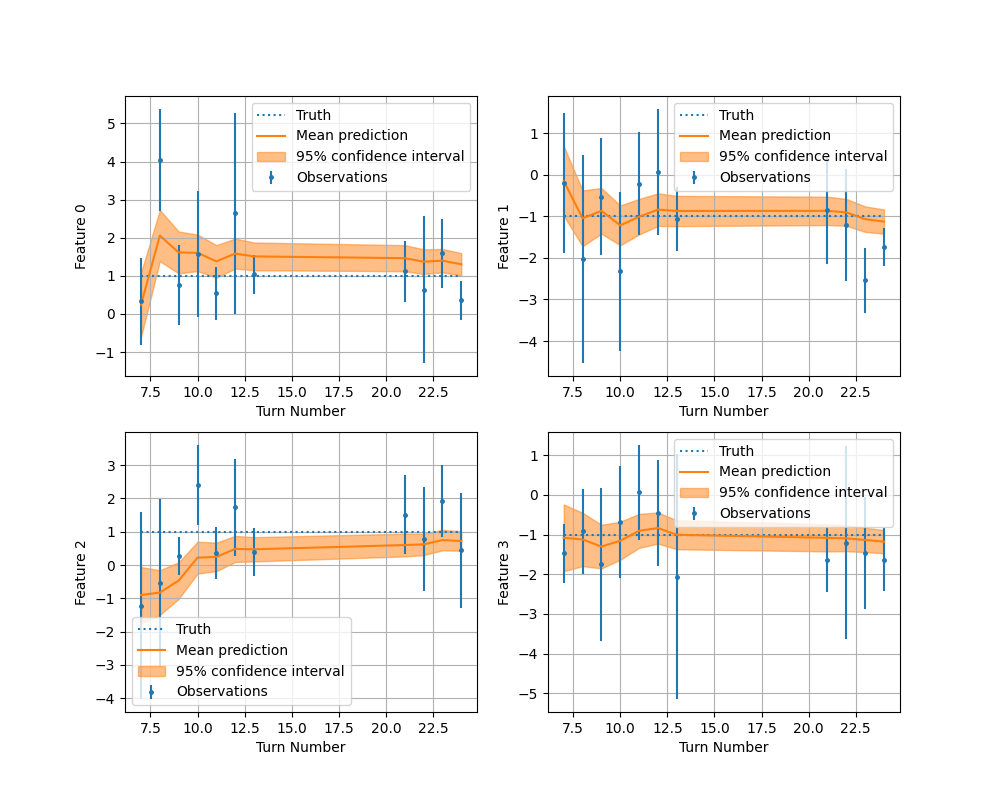 Feature 0
5
4
3
2
1
0
−1
7.5 10.0 12.5 15.0 17.5 20.0 22.5
Turn Number
Truth
Mean prediction
95% confidence interval
Observations
Feature 1
1
0
−1
−2
−3
−4
7.5 10.0 12.5 15.0 17.5 20.0 22.5
Turn Number
Truth
Mean prediction
95% confidence interval
Observations
Feature 2
3
2
1
0
−1
−2
−3
−4
7.5 10.0 12.5 15.0 17.5 20.0 22.5
Turn Number
Truth
Mean prediction
95% confidence interval
Observations
Feature 3
1
0
−1
−2
−3
−4
−5
7.5 10.0 12.5 15.0 17.5 20.0 22.5
Turn Number
Truth
Mean prediction
95% confidence interval
Observations